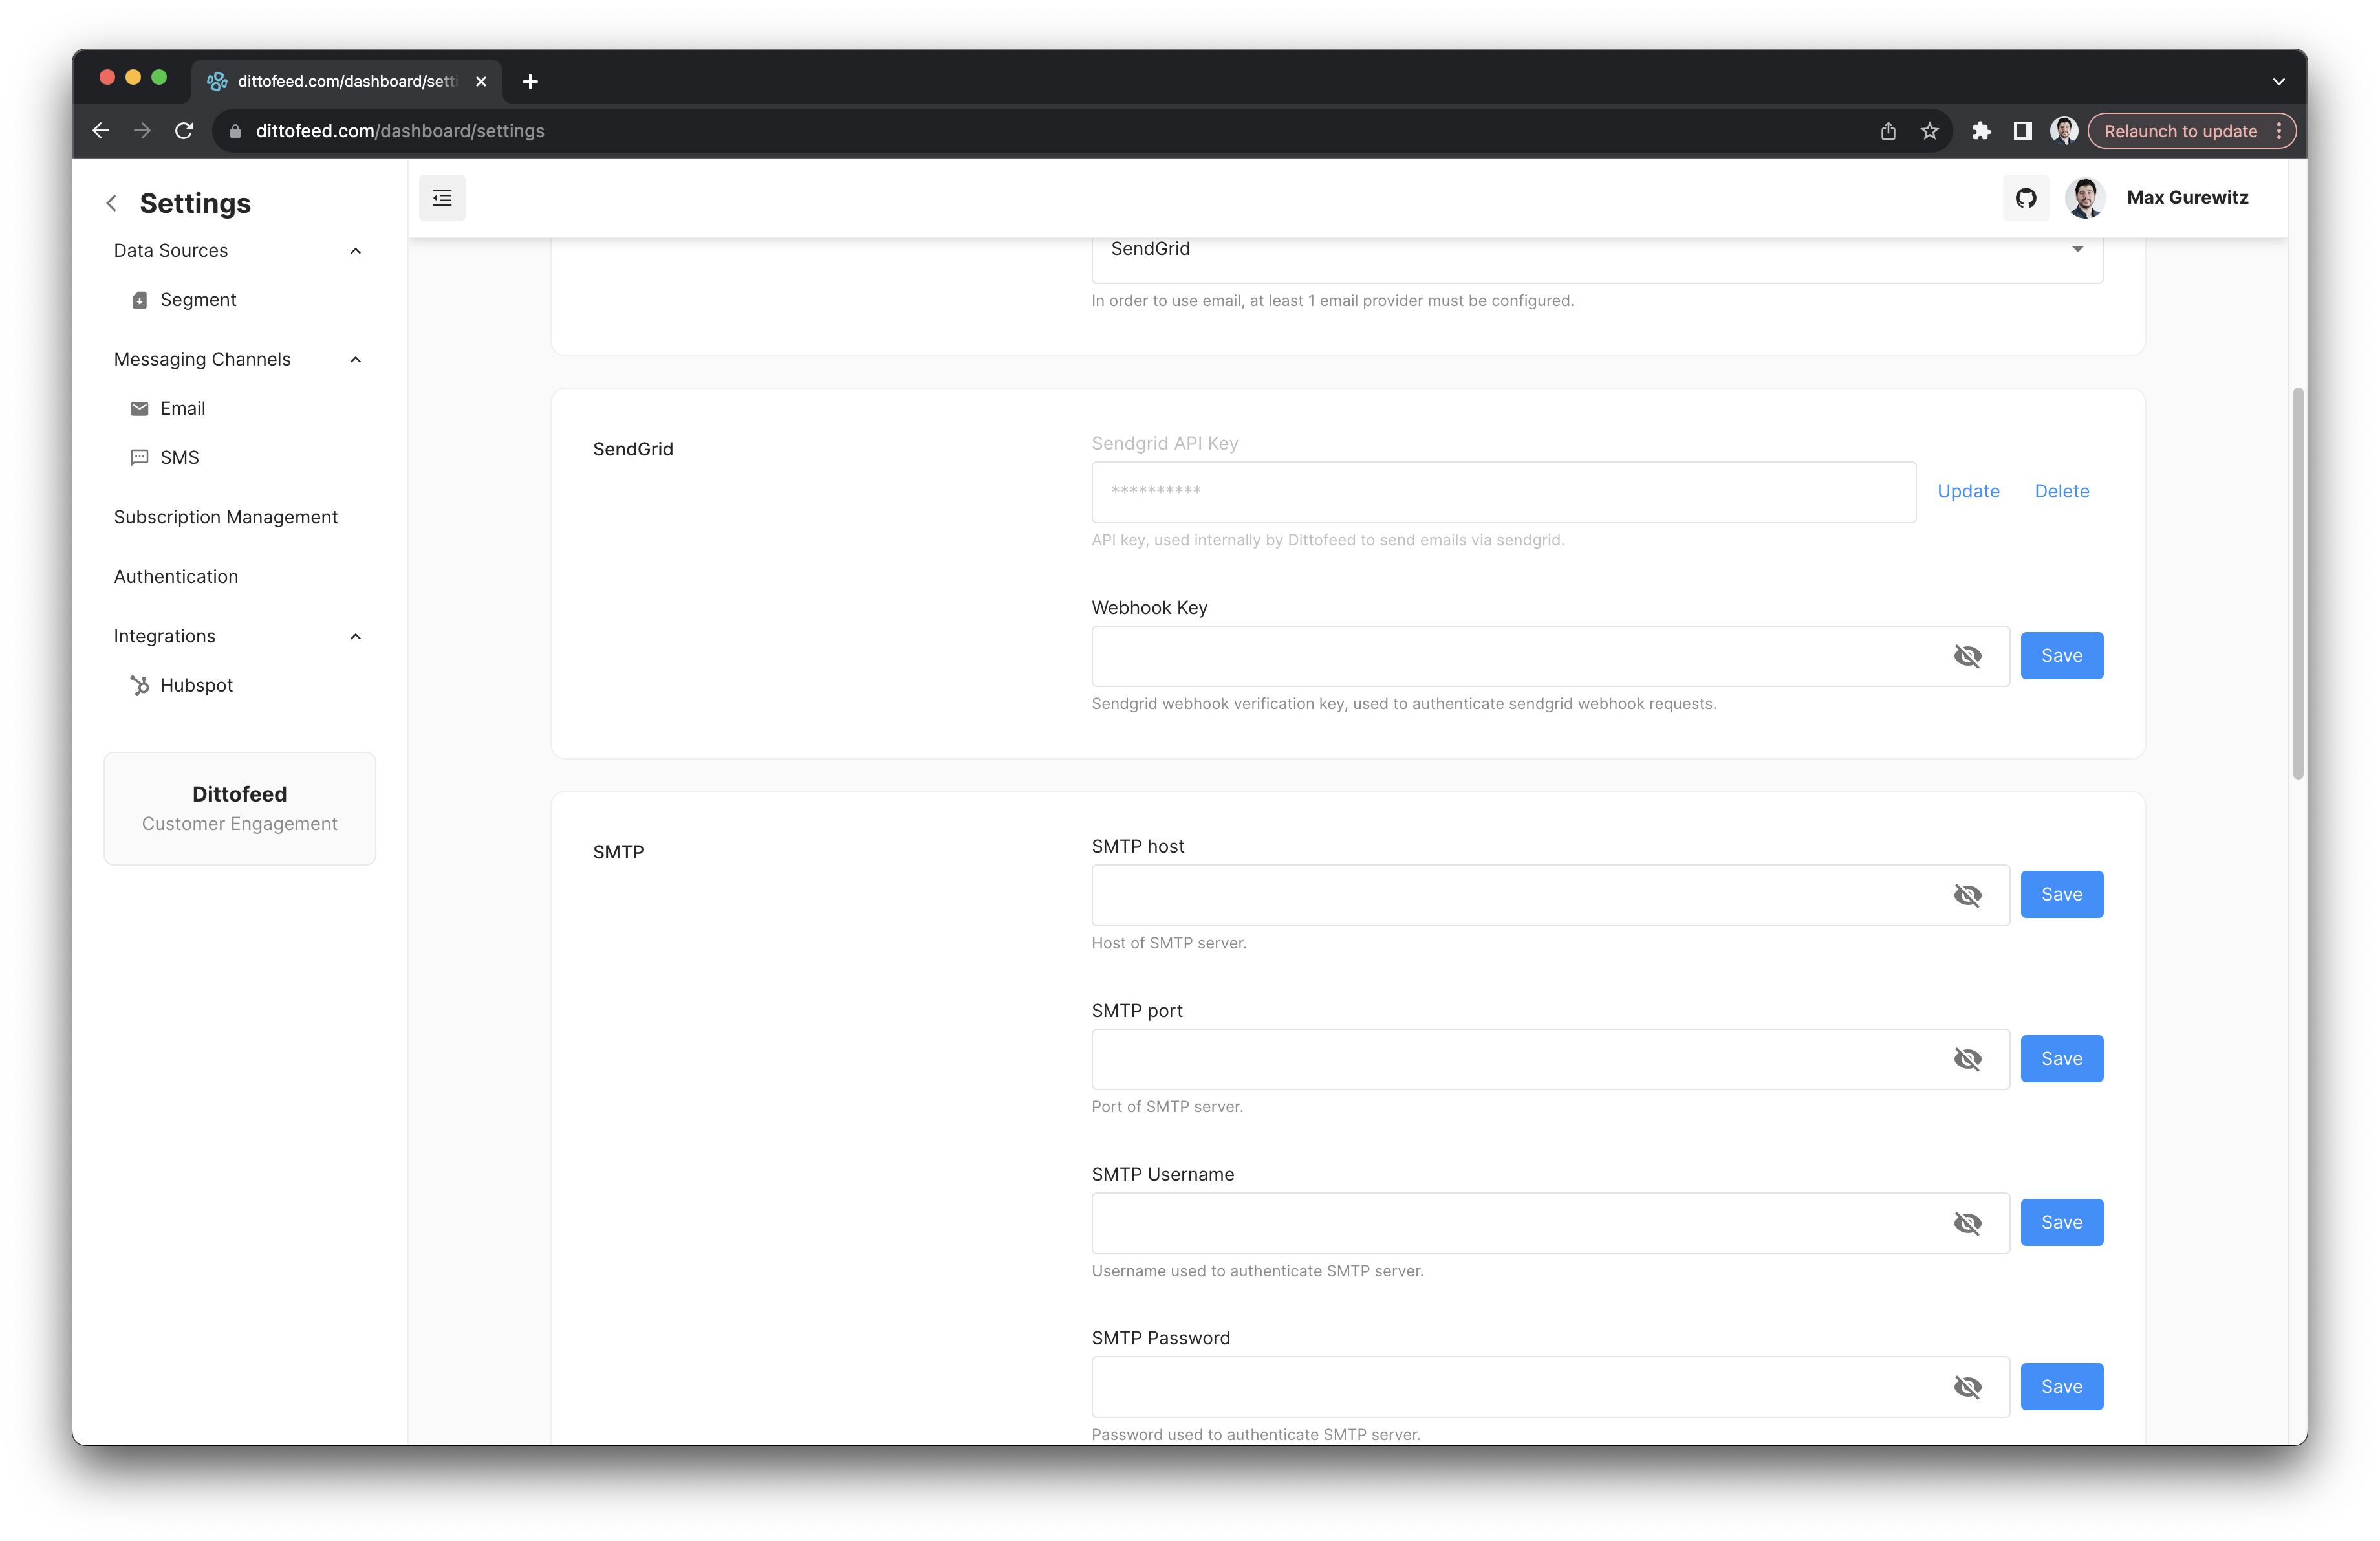 dittofeed.com/dashboard/setti
dittofeed.com/dashboard/settings
Relaunch to update
Settings
Data Sources
Segment
Messaging Channels
Email
SMS
Subscription Management
Authentication
Integrations
Hubspot
Dittofeed
Customer Engagement
Max Gurewitz
SendGrid
In order to use email, at least 1 email provider must be configured.
SendGrid
Sendgrid API Key
**********
Update
Delete
API key, used internally by Dittofeed to send emails via sendgrid.
Webhook Key
Save
Sendgrid webhook verification key, used to authenticate sendgrid webhook requests.
SMTP
SMTP host
Save
Host of SMTP server.
SMTP port
Save
Port of SMTP server.
SMTP Username
Save
Username used to authenticate SMTP server.
SMTP Password
Save
Password used to authenticate SMTP server.